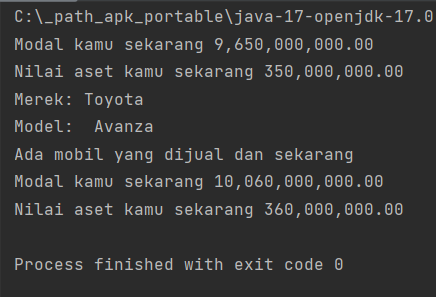 C:\_path_apk_portable\java-17-openjdk-17.0
Modal kamu sekarang 9,650,000,000.00
Nilai aset kamu sekarang 350,000,000.00
Merek: Toyota
Model:  Avanza
Ada mobil yang dijual dan sekarang
Modal kamu sekarang 10,060,000,000.00
Nilai aset kamu sekarang 360,000,000.00
Process finished with exit code 0